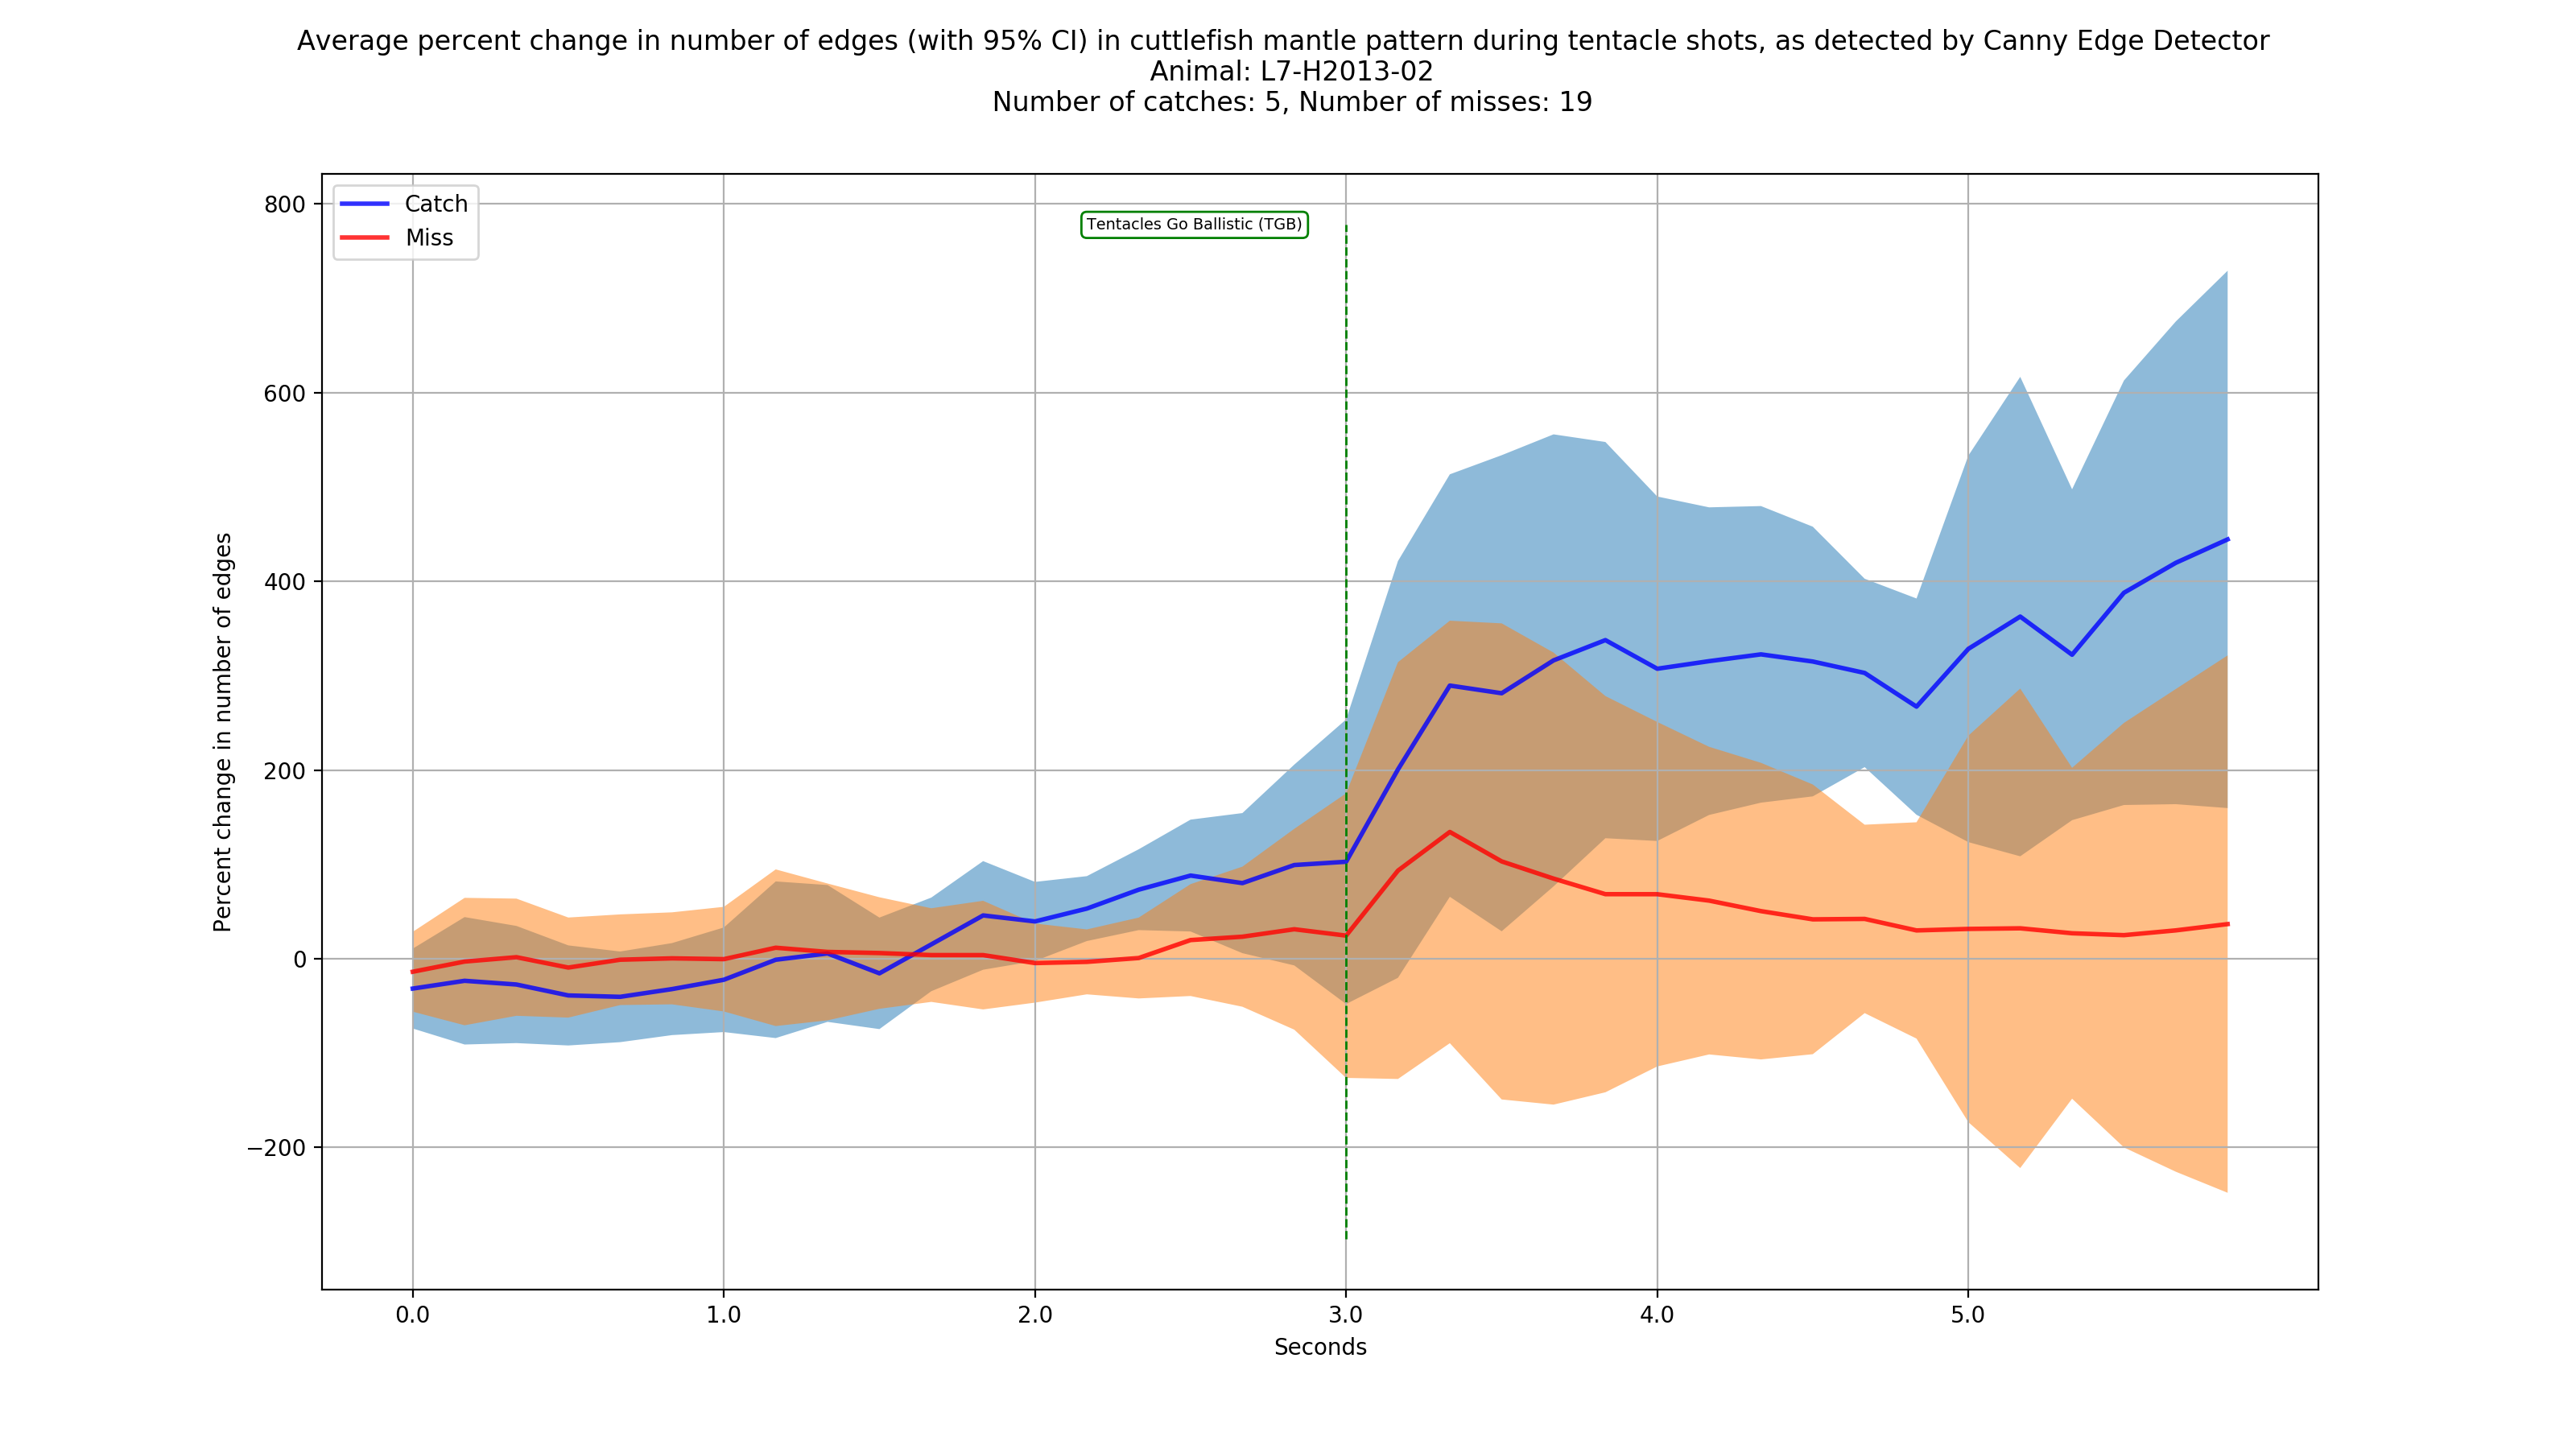 Average percent change in number of edges (with 95% CI) in cuttlefish mantle pattern during tentacle shots, as detected by Canny Edge Detector
Animal: L7-H2013-02
Number of catches: 5, Number of misses: 19
Catch
Miss
Tentacles Go Ballistic (TGB)
800
600
400
200
0
−200
Percent change in number of edges
0.0 1.0 2.0 3.0 4.0 5.0
Seconds